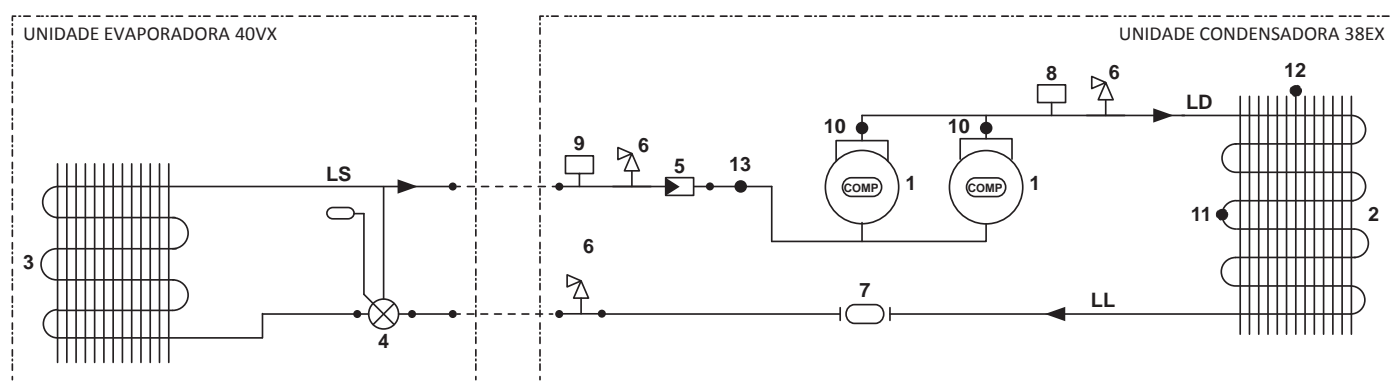 UNIDADE EVAPORADORA 40VX
UNIDADE CONDENSADORA 38EX
12
8
6
LD
10
10
9
6
5
13
LS
COMP
1
COMP
1
11
2
3
6
7
LL
4